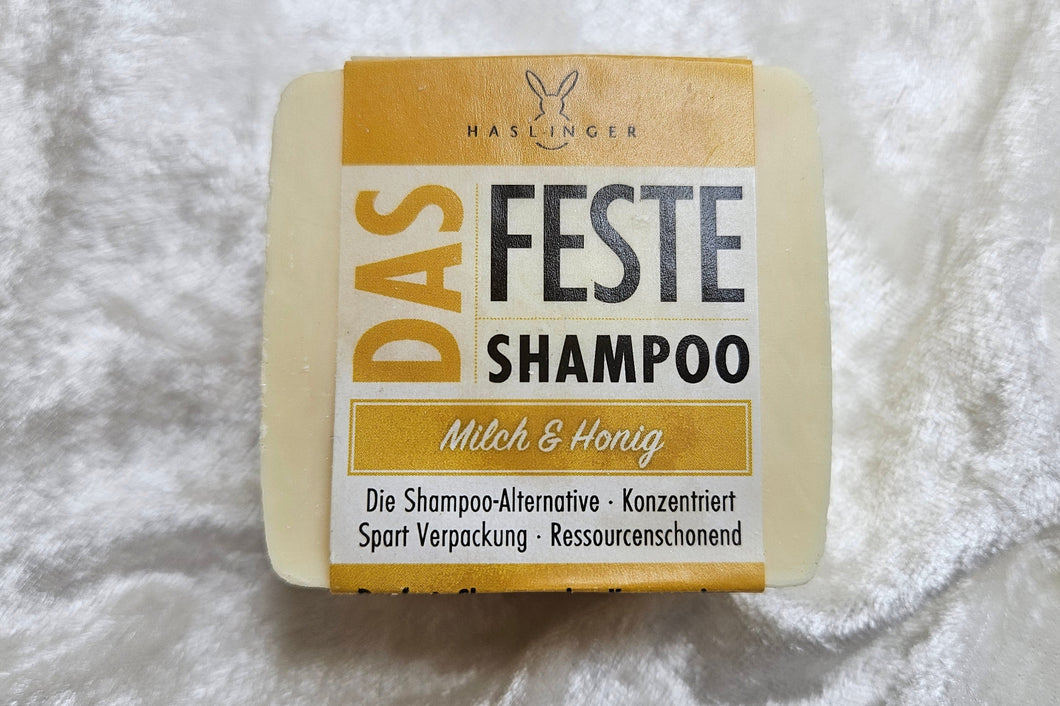 HASLINGER
DAS
FESTE
SHAMPOO
Milch & Honig
Die Shampoo-Alternative · Konzentriert
Spart Verpackung · Ressourcenschonend